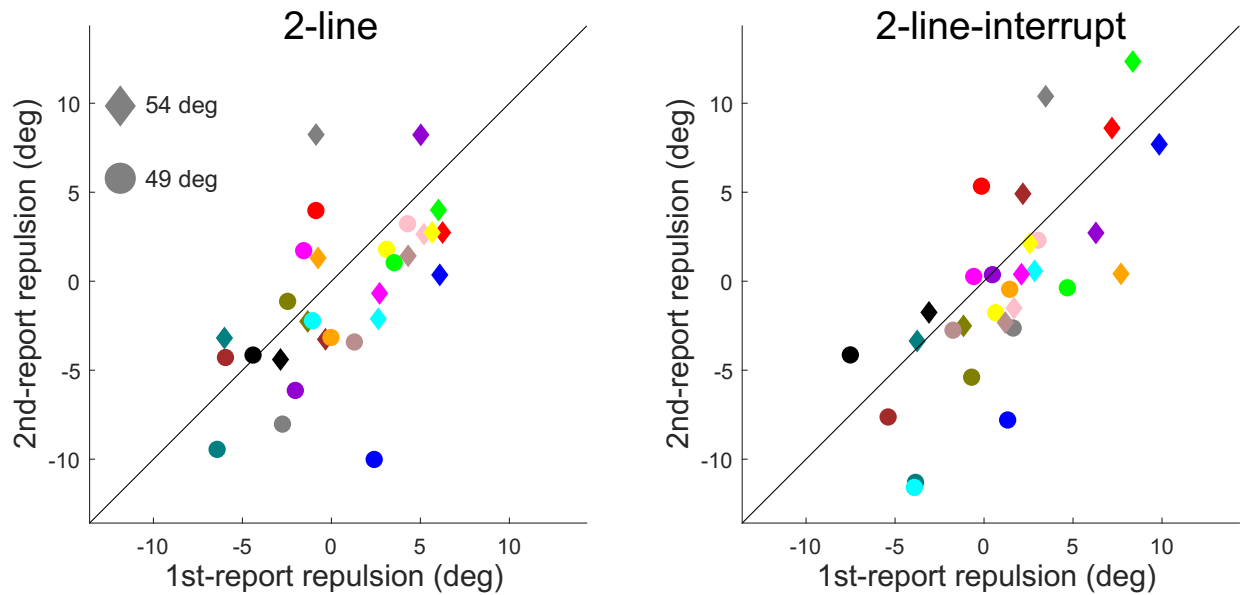 2-line
54 deg
49 deg
2nd-report repulsion (deg)
10
5
0
-5
-10
-10 -5 0 5 10
1st-report repulsion (deg)
2-line-interrupt
2nd-report repulsion (deg)
10
5
0
-5
-10
-10 -5 0 5 10
1st-report repulsion (deg)